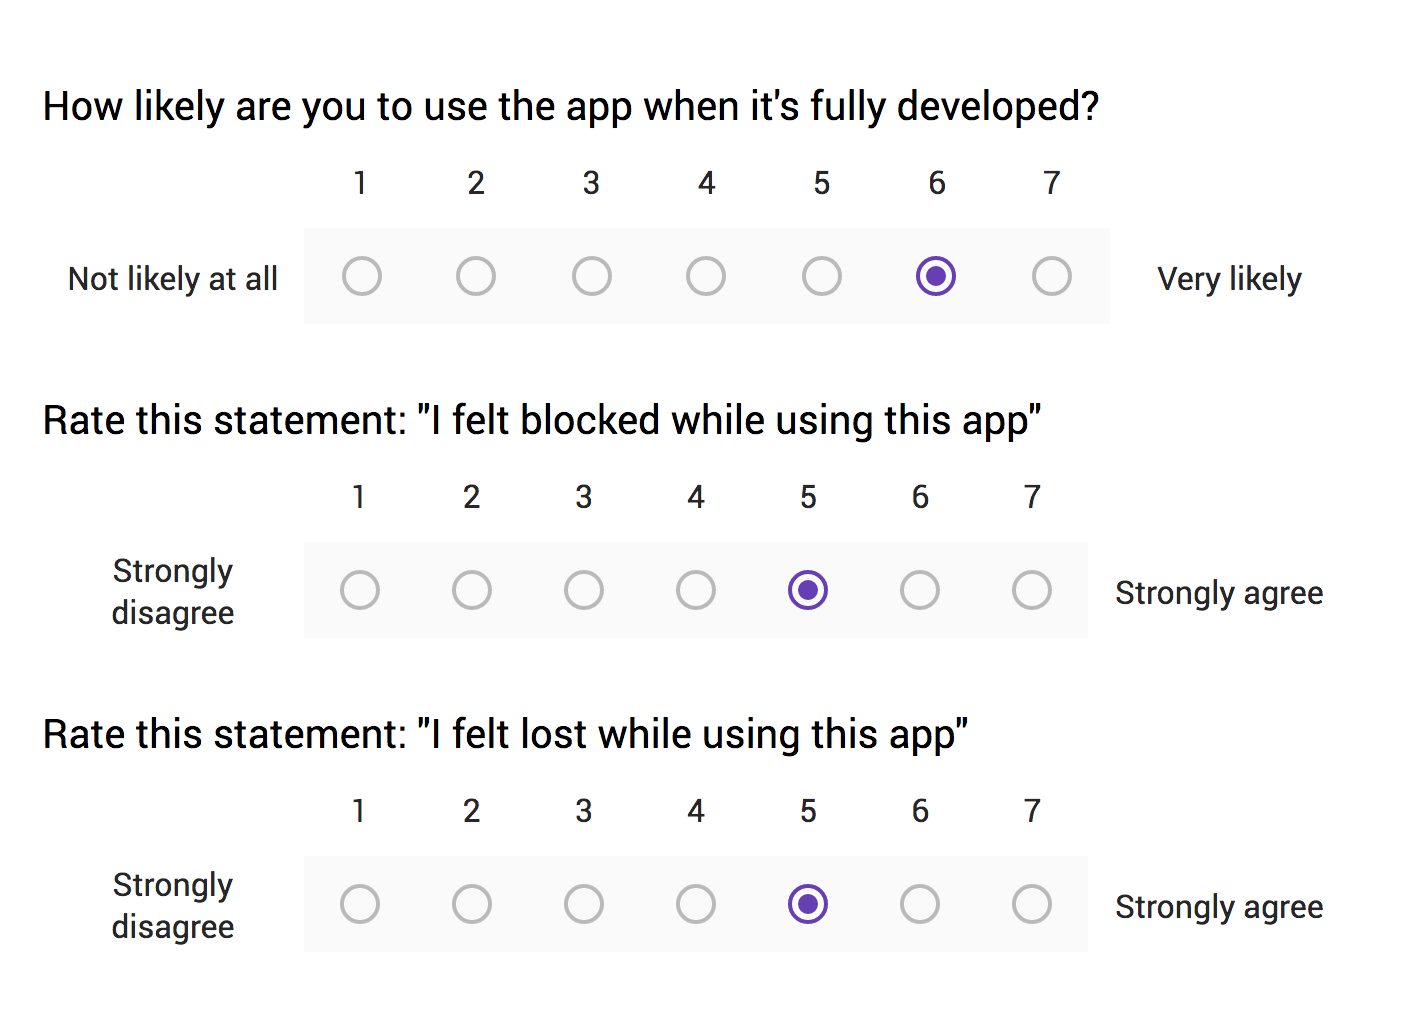 How likely are you to use the app when it's fully developed?
1 2 3 4 5 6 7
Not likely at all Very likely
Rate this statement: "I felt blocked while using this app"
1 2 3 4 5 6 7
Strongly
disagree
Strongly agree
Rate this statement: "I felt lost while using this app"
1 2 3 4 5 6 7
Strongly
disagree
Strongly agree